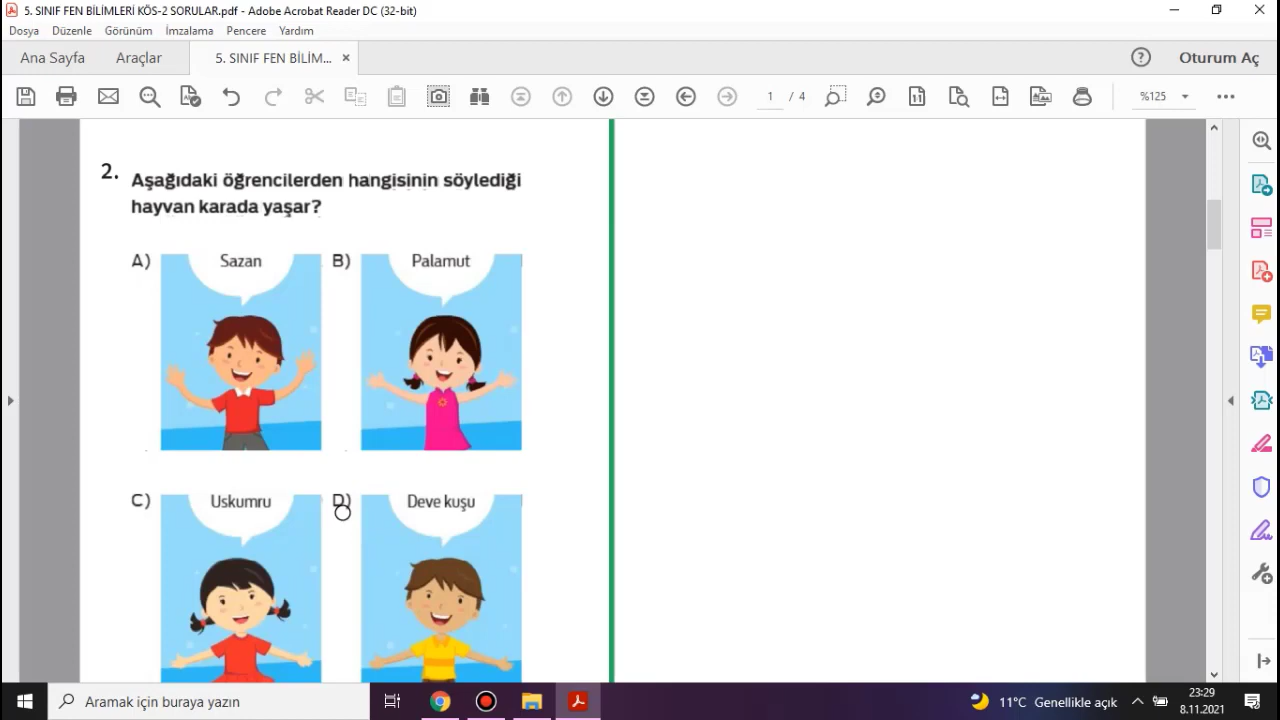 5. SINIF FEN BİLİMLERİ KÖS-2 SORULAR.pdf - Adobe Acrobat Reader DC (32-bit)
Dosya Düzenle Görünüm İmzalama Pencere Yardım
Ana Sayfa Araçlar 5. SINIF FEN BİLİM... × Oturum Aç
1 / 4 %125
2. Aşağıdaki öğrencilerden hangisinin söylediği
hayvan karada yaşar?
A) Sazan B) Palamut
C) Uskumru D) Deve kuşu
Aramak için buraya yazın
11°C Genellikle açık
23:29
8.11.2021